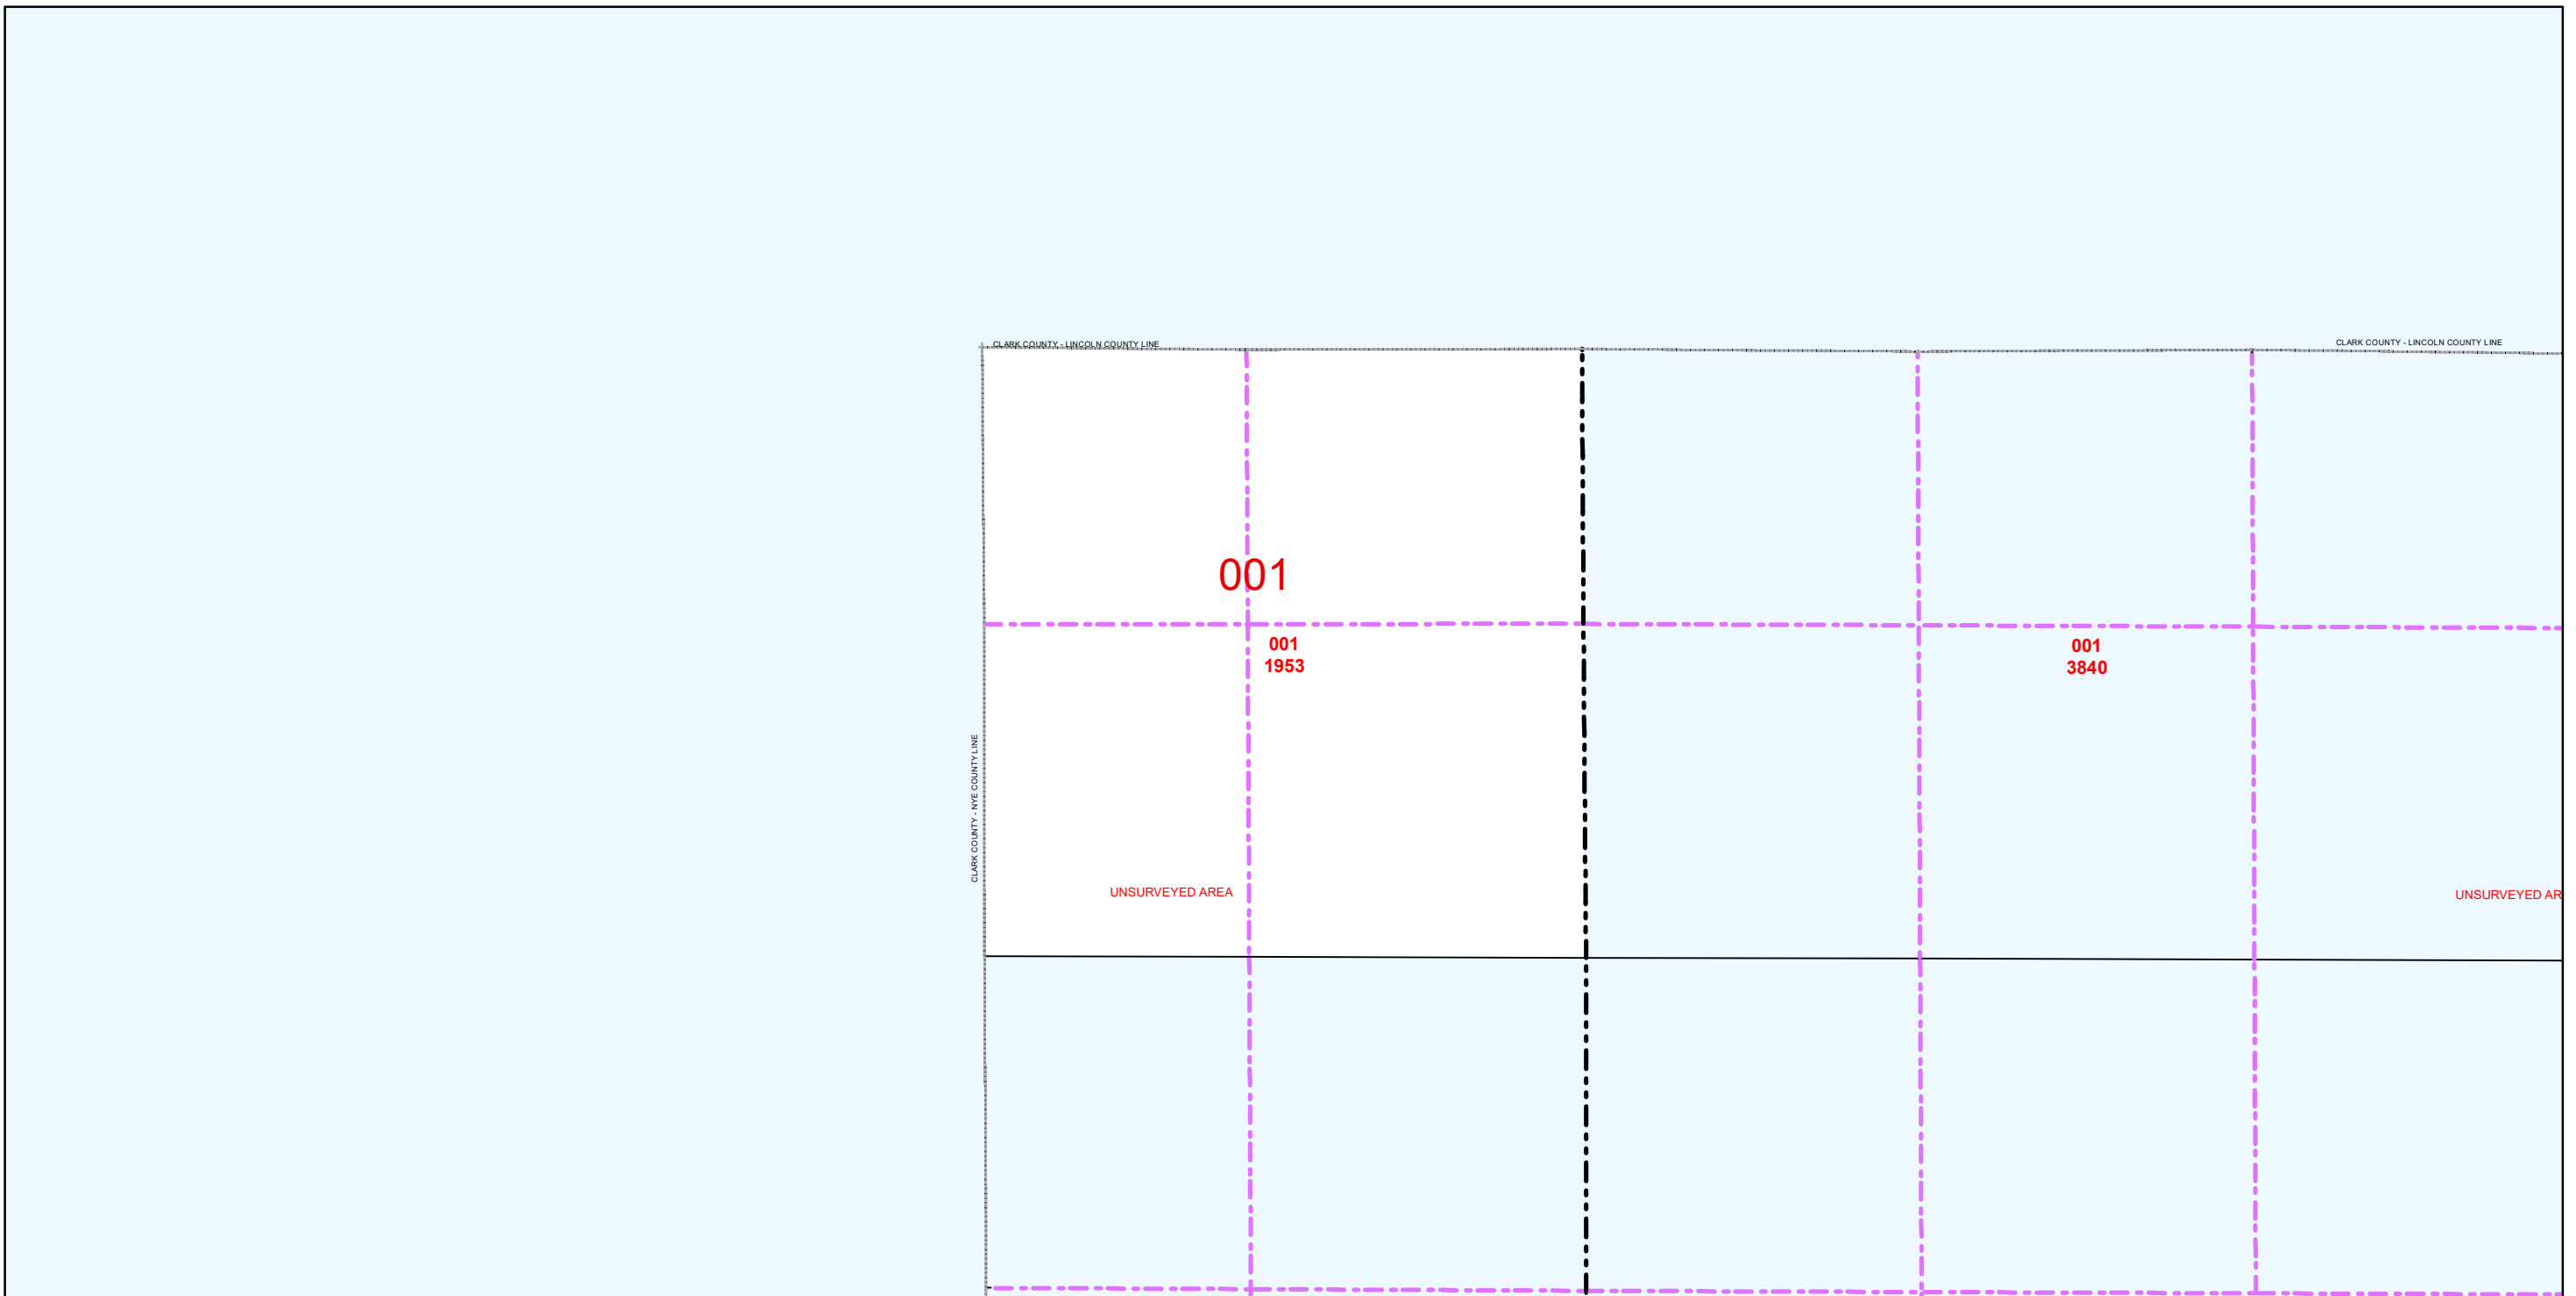 CLARK COUNTY - LINCOLN COUNTY LINE
CLARK COUNTY - LINCOLN COUNTY LINE
001
001
1953
001
3840
CLARK COUNTY - NYE COUNTY LINE
UNSURVEYED AREA
UNSURVEYED AR